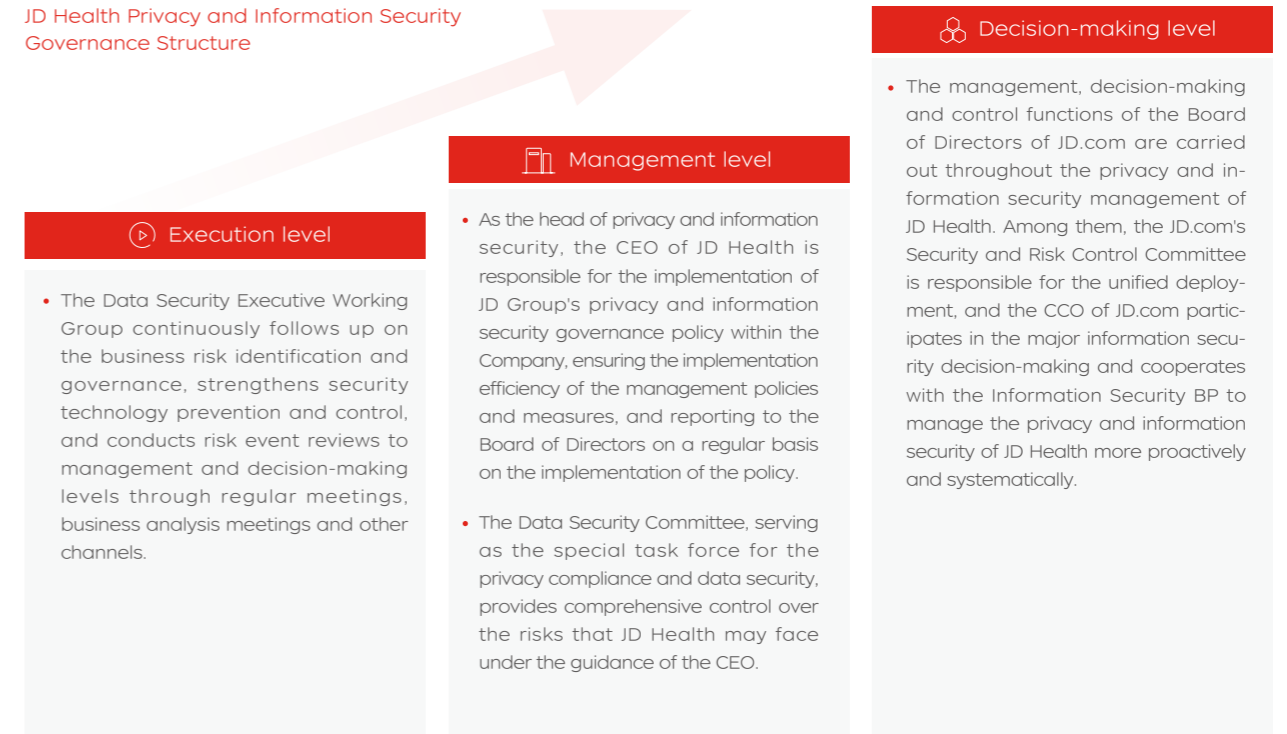 JD Health Privacy and Information Security
Governance Structure
Execution level
• The Data Security Executive Working
Group continuously follows up on
the business risk identification and
governance, strengthens security
technology prevention and control,
and conducts risk event reviews to
management and decision-making
levels through regular meetings,
business analysis meetings and other
channels.
Management level
• As the head of privacy and information
security, the CEO of JD Health is
responsible for the implementation of
JD Group's privacy and information
security governance policy within the
Company, ensuring the implementation
efficiency of the management policies
and measures, and reporting to the
Board of Directors on a regular basis
on the implementation of the policy.
• The Data Security Committee, serving
as the special task force for the
privacy compliance and data security,
provides comprehensive control over
the risks that JD Health may face
under the guidance of the CEO.
Decision-making level
• The management, decision-making
and control functions of the Board
of Directors of JD.com are carried
out throughout the privacy and in-
formation security management of
JD Health. Among them, the JD.com's
Security and Risk Control Committee
is responsible for the unified deploy-
ment, and the CCO of JD.com partic-
ipates in the major information secu-
rity decision-making and cooperates
with the Information Security BP to
manage the privacy and information
security of JD Health more proactively
and systematically.